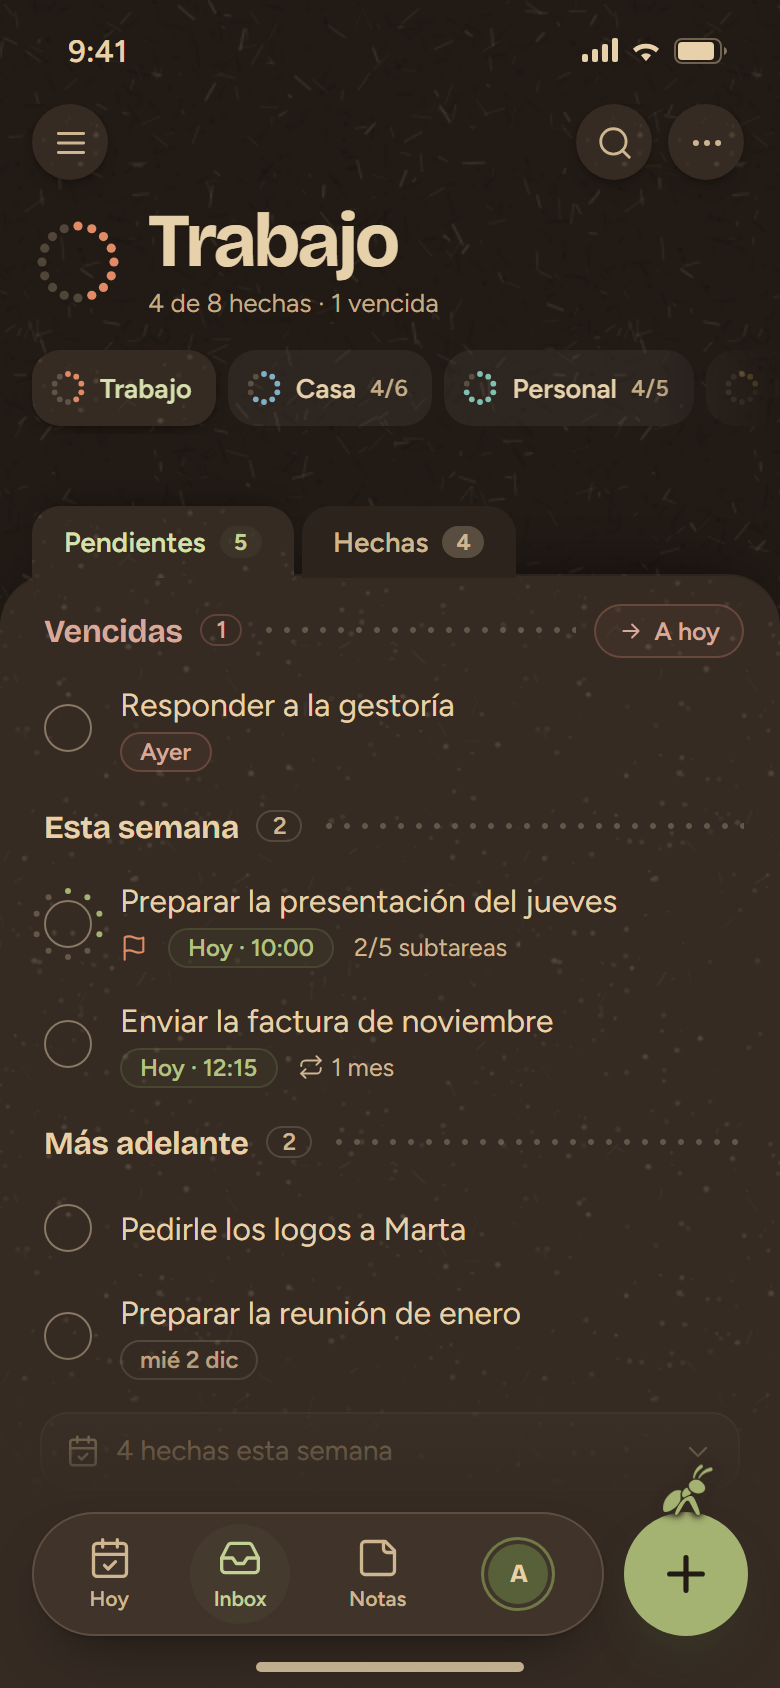 9:41
Trabajo
4 de 8 hechas · 1 vencida
Trabajo
Casa 4/6
Personal 4/5
Pendientes 5
Hechas 4
Vencidas 1
→ A hoy
Responder a la gestoría
Ayer
Esta semana 2
Preparar la presentación del jueves
Hoy · 10:00 2/5 subtareas
Enviar la factura de noviembre
Hoy · 12:15 1 mes
Más adelante 2
Pedirle los logos a Marta
Preparar la reunión de enero
mié 2 dic
4 hechas esta semana
Hoy
Inbox
Notas
A